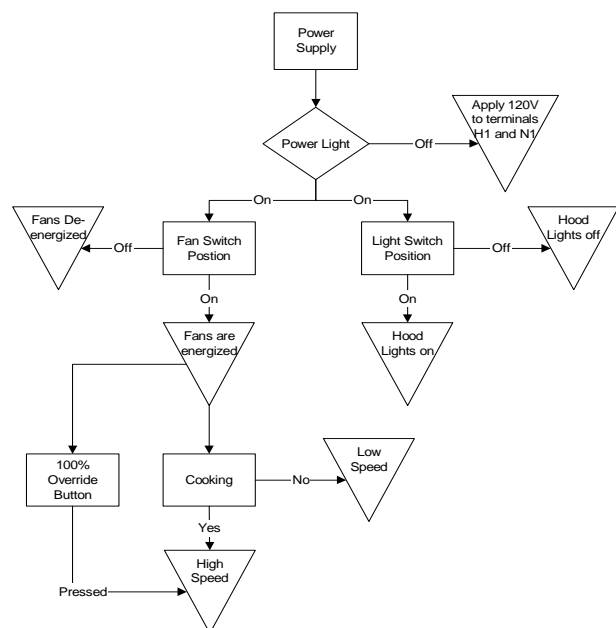 Power
Supply
Apply 120V
to terminals
H1 and N1
Power Light
Off
On
On
Fans De-
energized
Off
Fan Switch
Postion
Light Switch
Position
Off
Hood
Lights off
On
On
Fans are
energized
Hood
Lights on
100%
Override
Button
Cooking
No
Low
Speed
Yes
High
Speed
Pressed